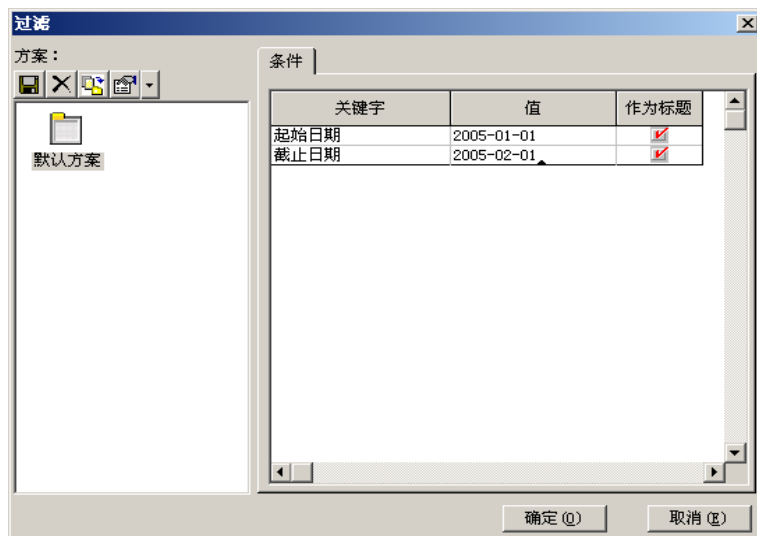 过滤
方案：
条件
关键字 值 作为标题
起始日期 2005-01-01
截止日期 2005-02-01
默认方案
确定(O) 取消(E)